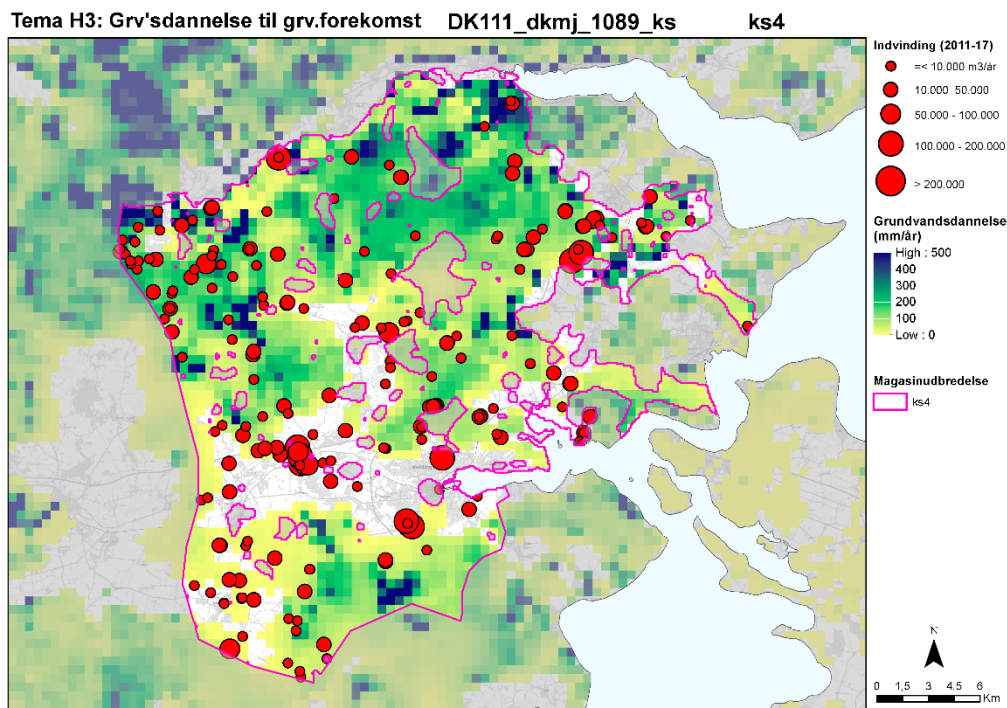 Tema H3: Grv'sdannelse til grv.forekomst DK111_dkmj_1089_ks ks4
Indvinding (2011-17)
=< 10.000 m3/år
10.000 50.000
50.000 - 100.000
100.000 - 200.000
> 200.000
Grundvandsdannelse
(mm/år)
High : 500
400
300
200
100
Low : 0
Magasinudbredelse
ks4
N
0 1,5 3 4.5 6
Km